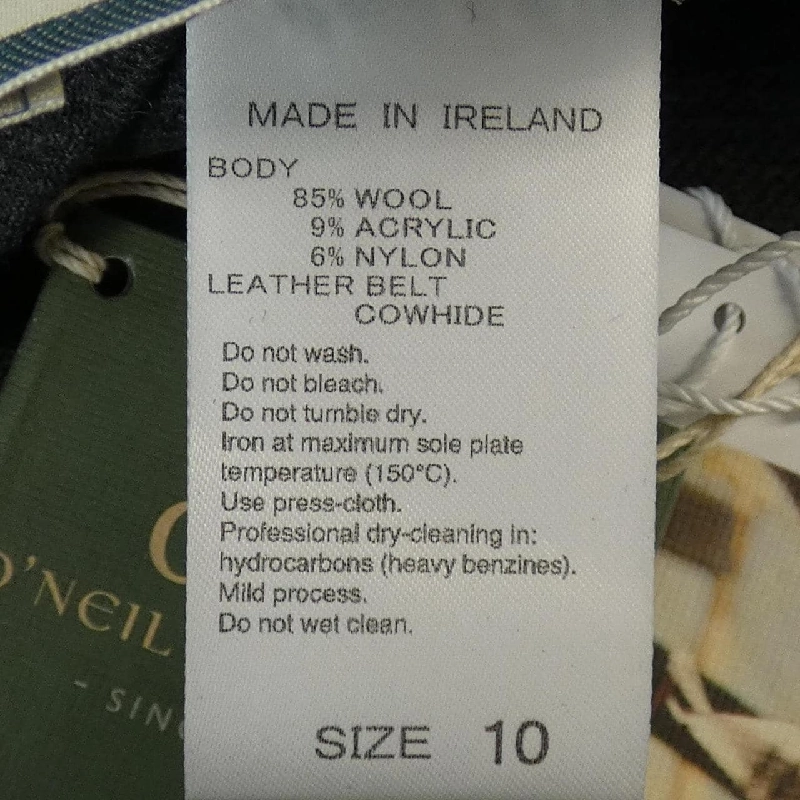 MADE IN IRELAND
BODY
85% WOOL
9% ACRYLIC
6% NYLON
LEATHER BELT
COWHIDE
Do not wash.
Do not bleach.
Do not tumble dry.
Iron at maximum sole plate
temperature (150°C).
Use press-cloth.
Professional dry-cleaning in:
hydrocarbons (heavy benzines).
Mild process.
Do not wet clean.
SIZE 10
O'NEIL
- SINC